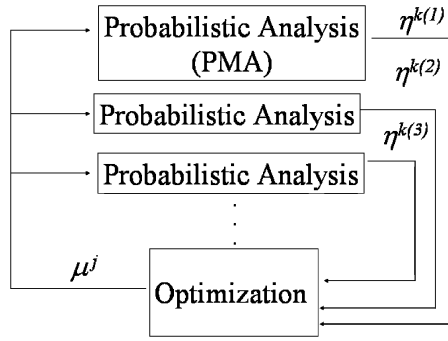 Probabilistic Analysis
(PMA)
η^k(1)
η^k(2)
Probabilistic Analysis
η^k(3)
Probabilistic Analysis
. . .
μ^j
Optimization